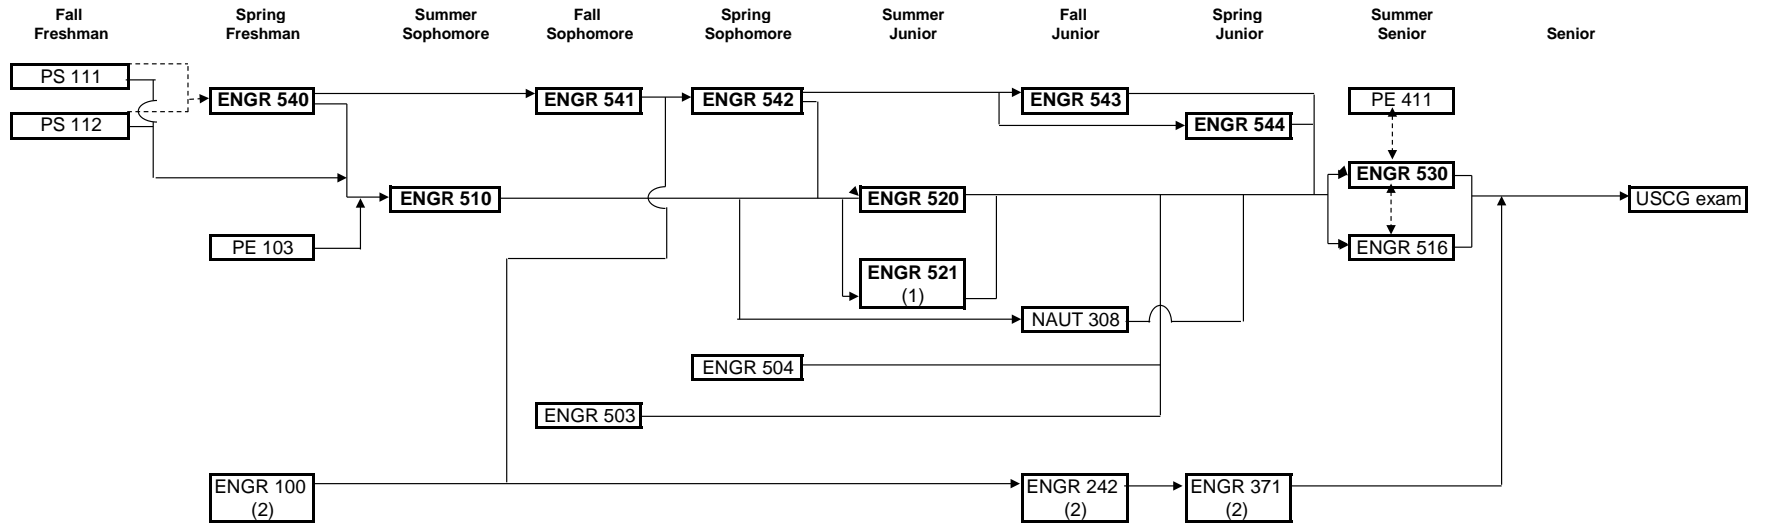 Fall Freshman
Spring Freshman
Summer Sophomore
Fall Sophomore
Spring Sophomore
Summer Junior
Fall Junior
Spring Junior
Summer Senior
Senior
PS 111
PS 112
ENGR 540
ENGR 541
ENGR 542
ENGR 543
ENGR 544
PE 411
ENGR 530
ENGR 510
ENGR 520
USCG exam
PE 103
ENGR 516
ENGR 521
(1)
NAUT 308
ENGR 504
ENGR 503
ENGR 100
(2)
ENGR 242
(2)
ENGR 371
(2)